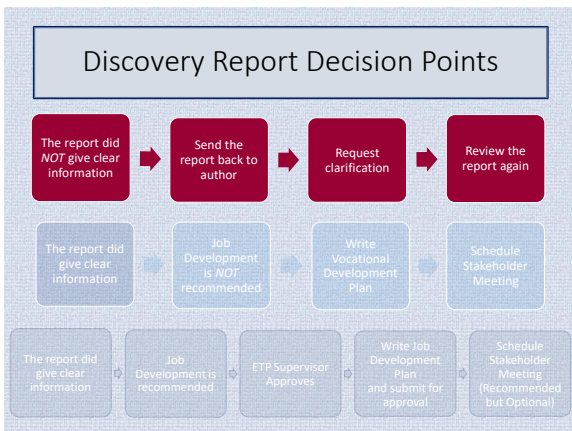 Discovery Report Decision Points
The report did
NOT give clear
information
Send the
report back to
author
Request
clarification
Review the
report again
The report did
give clear
information
Job
Development
is NOT
recommended
Write
Vocational
Development
Plan
Schedule
Stakeholder
Meeting
The report did
give clear
information
Job
Development is
recommended
ETP Supervisor
Approves
Write Job
Development
Plan
and submit for
approval
Schedule
Stakeholder
Meeting
(Recommended
but Optional)